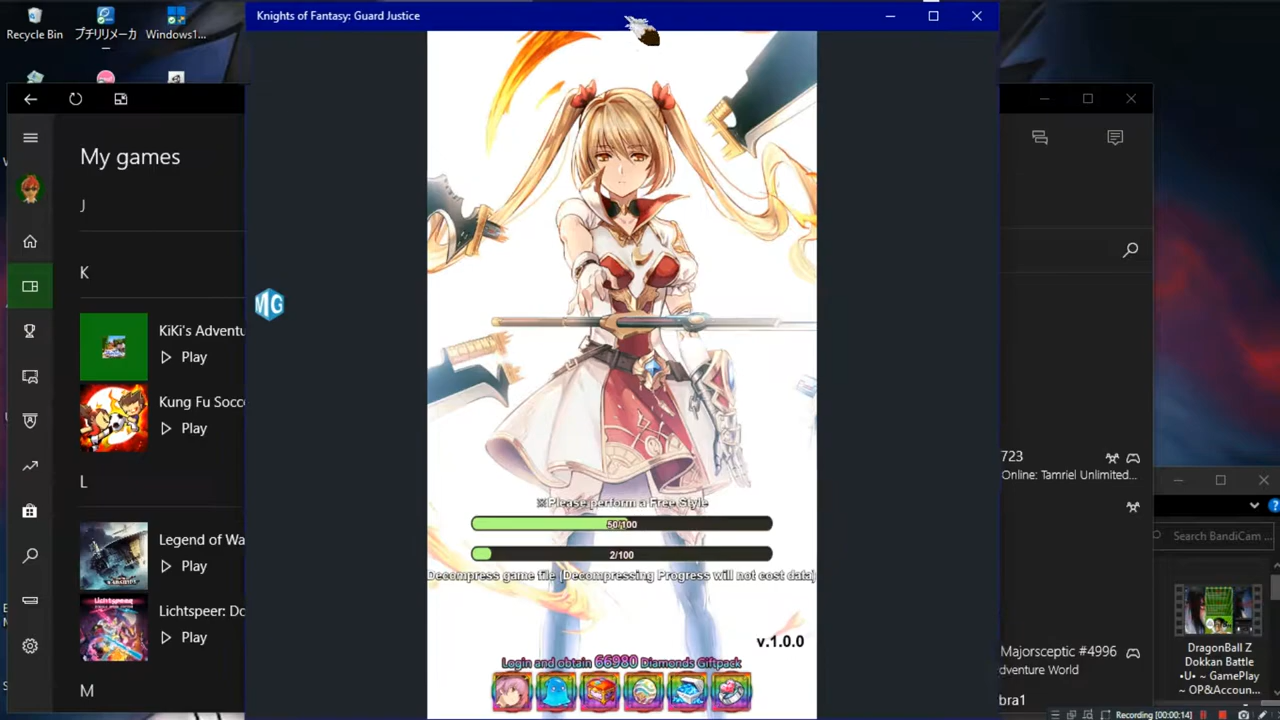 Recycle Bin
プチリリメーカ
Windows1...
Knights of Fantasy: Guard Justice
My games
J
K
KiKi's Adventu
Play
Kung Fu Socce
Play
L
Legend of Wa
Play
Lichtspeer: Do
Play
M
MG
※Please perform a Free Style
50/100
2/100
Decompress game file [Decompressing Progress will not cost data]
v.1.0.0
Login and obtain 66980 Diamonds Giftpack
723
Online: Tamriel Unlimited...
Search BandiCam ...
DragonBall Z
Dokkan Battle
•U• ~ GamePlay
~ OP&Accoun...
Majorsceptic #4996
dventure World
bra1
Recording [00:00:14]